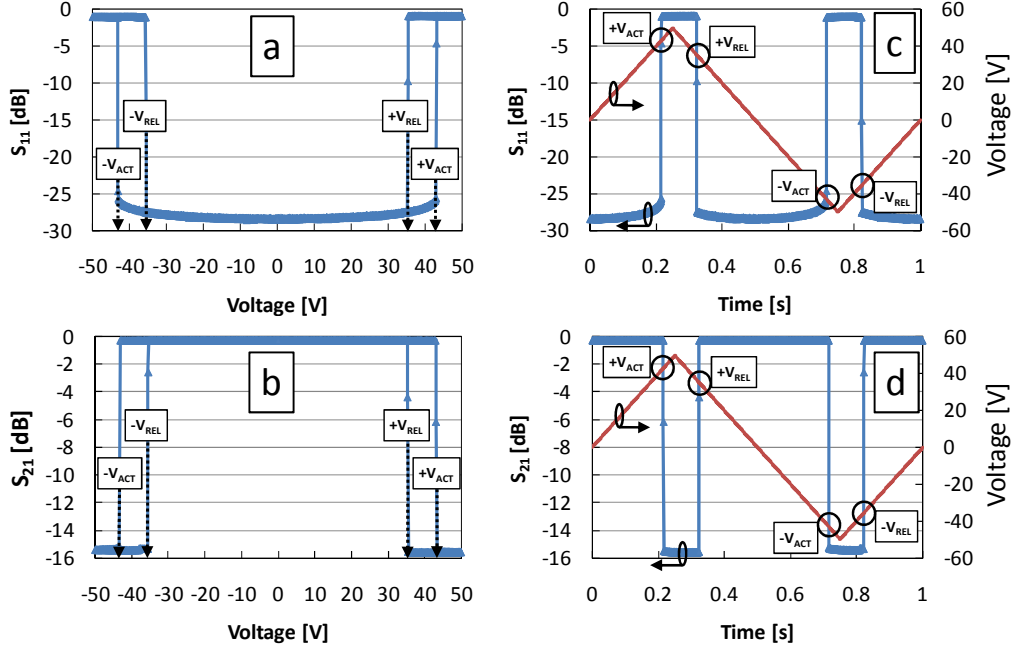 0
-5
-10
-15
-20
-25
-30
S11 [dB]
a
-VREL
+VREL
-VACT
+VACT
-50 -40 -30 -20 -10 0 10 20 30 40 50
Voltage [V]
0
-5
-10
-15
-20
-25
-30
S11 [dB]
+VACT
+VREL
c
-VACT
-VREL
60
40
20
0
-20
-40
-60
Voltage [V]
0 0.2 0.4 0.6 0.8 1
Time [s]
0
-2
-4
-6
-8
-10
-12
-14
-16
S21 [dB]
b
-VREL
+VREL
-VACT
+VACT
-50 -40 -30 -20 -10 0 10 20 30 40 50
Voltage [V]
0
-2
-4
-6
-8
-10
-12
-14
-16
S21 [dB]
+VACT
+VREL
d
-VACT
-VREL
60
40
20
0
-20
-40
-60
Voltage [V]
0 0.2 0.4 0.6 0.8 1
Time [s]